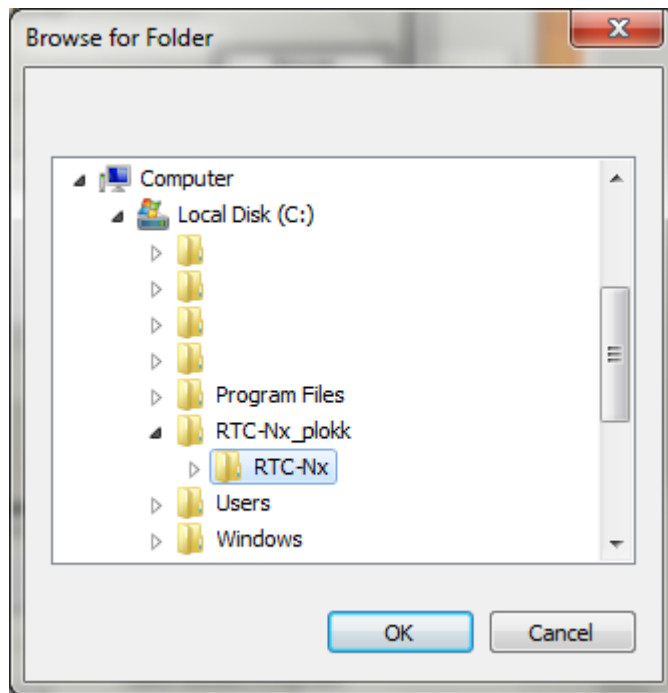 Browse for Folder
Computer
Local Disk (C:)
Program Files
RTC-Nx_plokk
RTC-Nx
Users
Windows
OK
Cancel